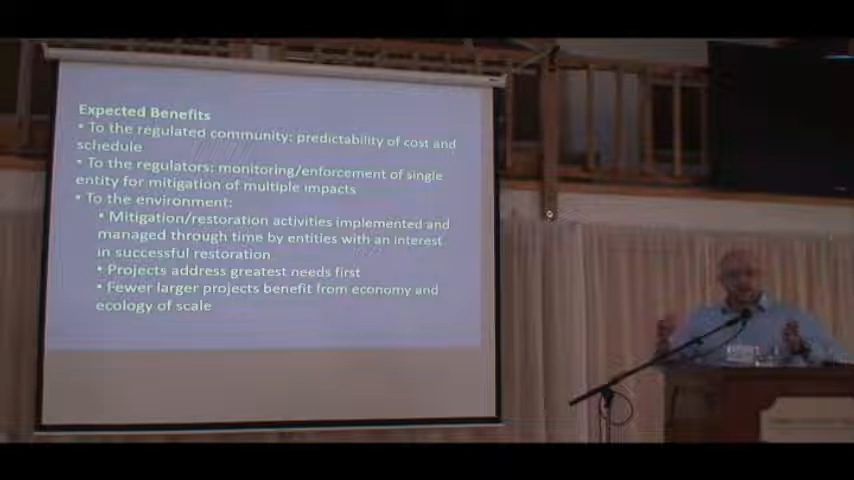 Expected Benefits
• To the regulated community: predictability of cost and
schedule
• To the regulators: monitoring/enforcement of single
entity for mitigation of multiple impacts
• To the environment:
• Mitigation/restoration activities implemented and
managed through time by entities with an interest
in successful restoration
• Projects address greatest needs first
• Fewer larger projects benefit from economy and
ecology of scale